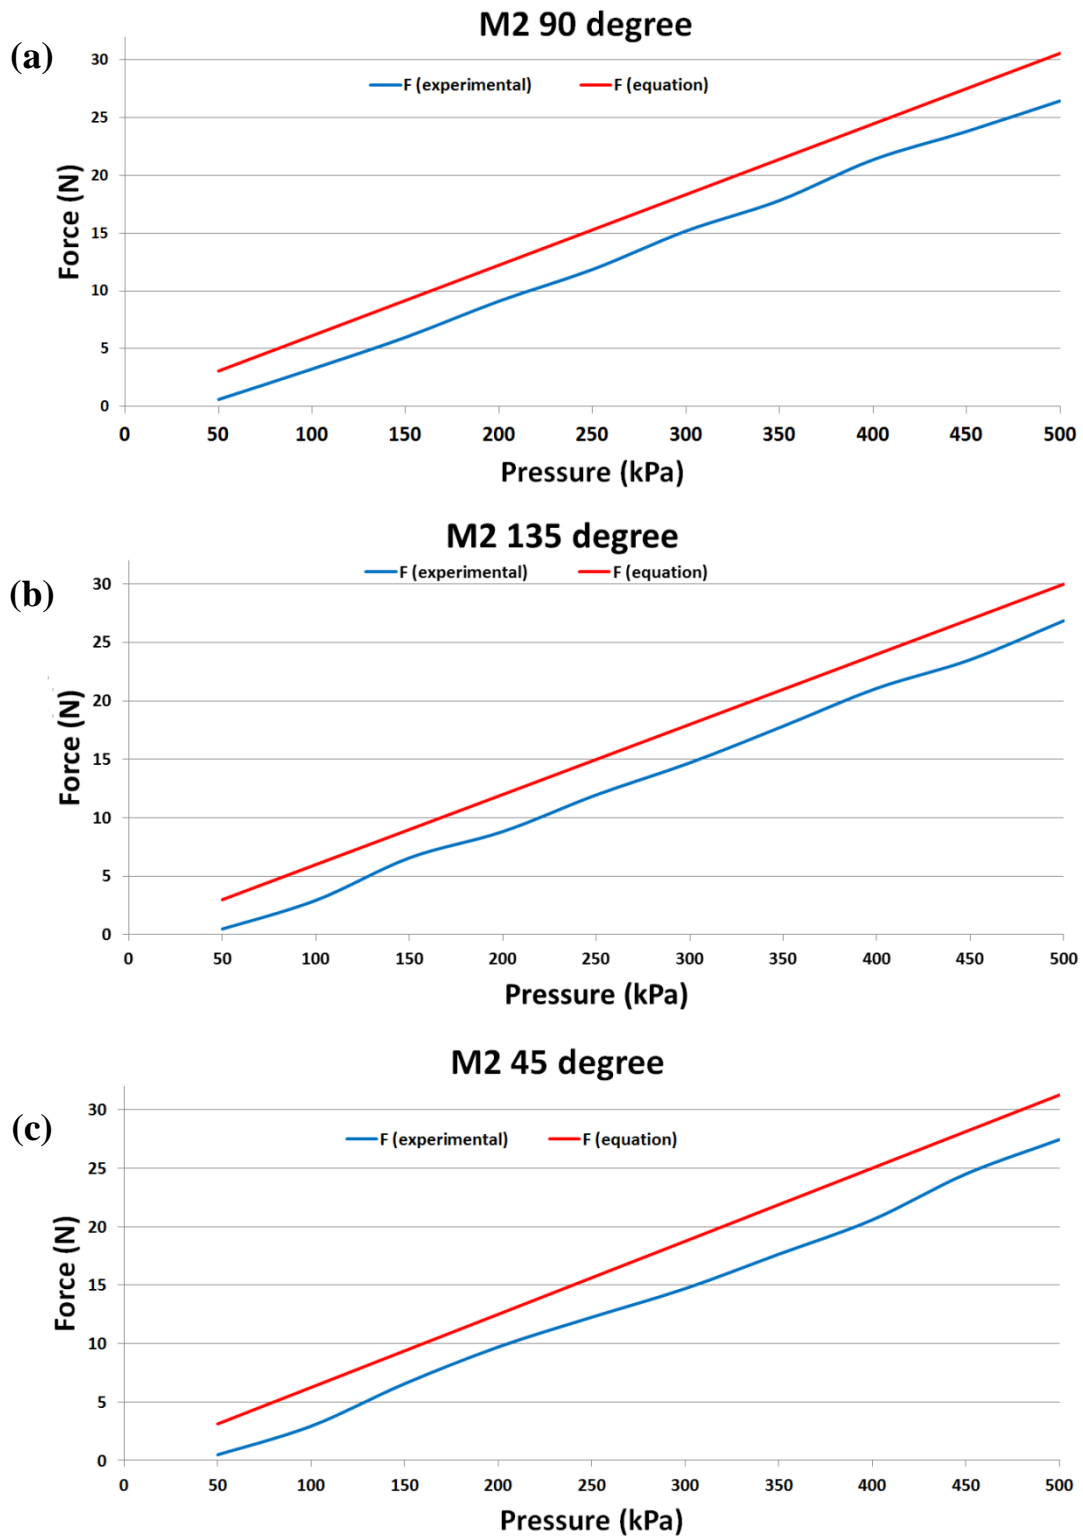 M2 90 degree
(a)
F (experimental) F (equation)
30
25
20
15
10
5
0
Force (N)
0 50 100 150 200 250 300 350 400 450 500
Pressure (kPa)
M2 135 degree
(b)
F (experimental) F (equation)
30
25
20
15
10
5
0
Force (N)
0 50 100 150 200 250 300 350 400 450 500
Pressure (kPa)
M2 45 degree
(c)
F (experimental) F (equation)
30
25
20
15
10
5
0
Force (N)
0 50 100 150 200 250 300 350 400 450 500
Pressure (kPa)